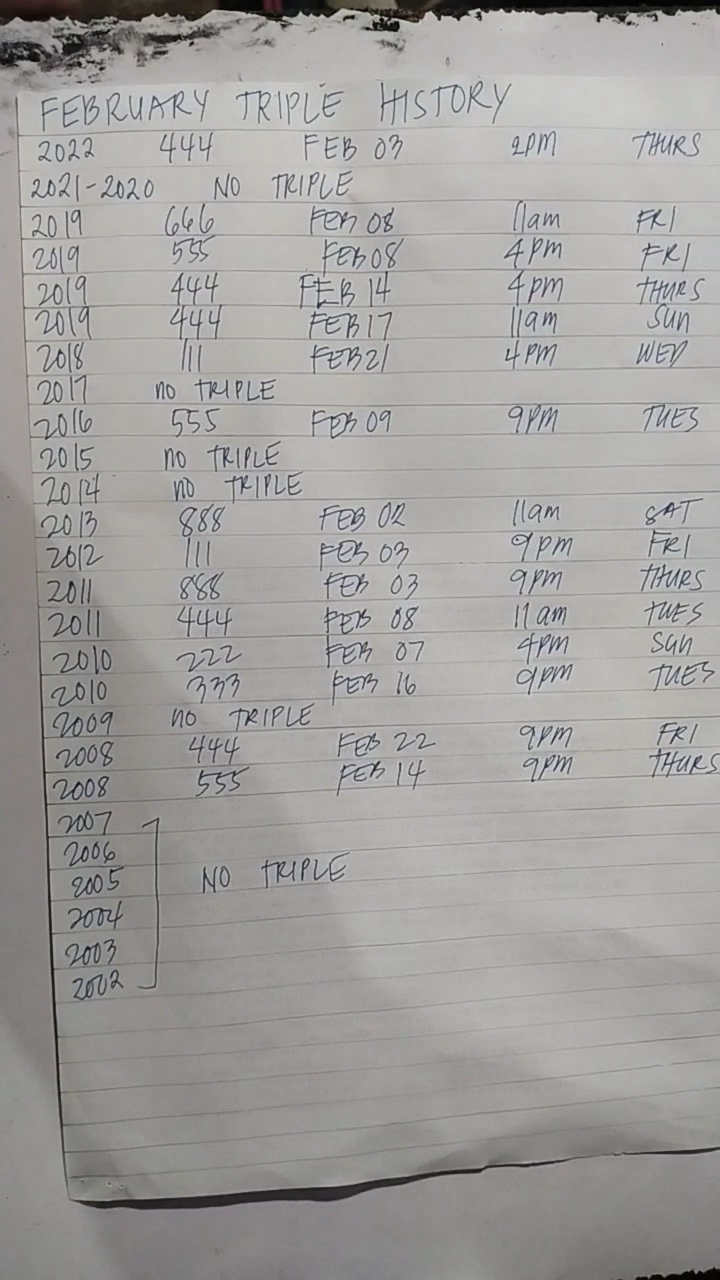 FEBRUARY TRIPLE HISTORY
2022 444 FEB 03 2PM THURS
2021-2020 NO TRIPLE
2019 666 FEB 08 11am FRI
2019 555 FEB 08 4PM FRI
2019 444 FEB 14 4PM THURS
2019 444 FEB 17 11am SUN
2018 111 FEB 21 4PM WED
2017 NO TRIPLE
2016 555 FEB 09 9PM TUES
2015 NO TRIPLE
2014 NO TRIPLE
2013 888 FEB 02 11am SAT
2012 111 FEB 03 9PM FRI
2011 888 FEB 03 9PM THURS
2011 444 FEB 08 11am TUES
2010 222 FEB 07 4PM SUN
2010 333 FEB 16 9PM TUES
2009 NO TRIPLE
2008 444 FEB 22 9PM FRI
2008 555 FEB 14 9PM THURS
2007
2006
2005 NO TRIPLE
2004
2003
2002